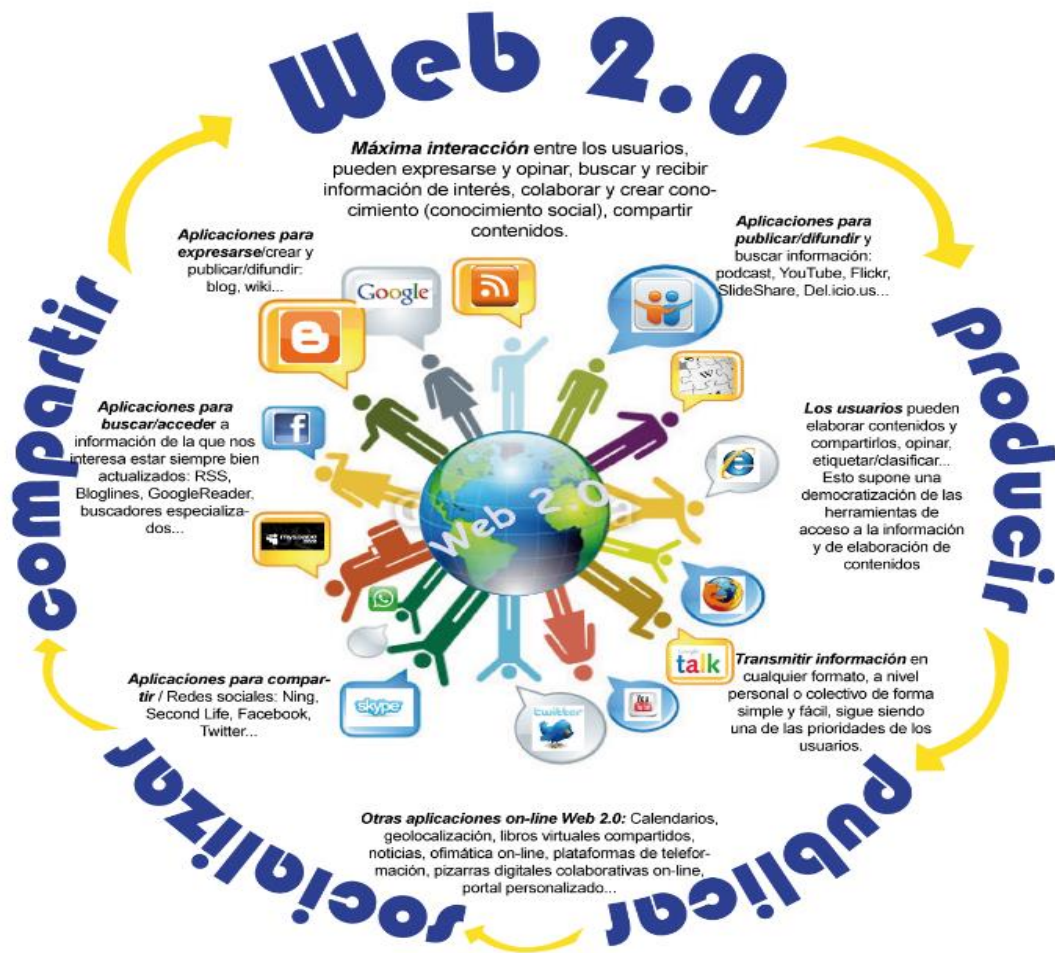 Web 2.0
Máxima interacción entre los usuarios,
pueden expresarse y opinar, buscar y recibir
información de interés, colaborar y crear cono-
cimiento (conocimiento social), compartir
contenidos.
Aplicaciones para
expresarse/crear y
publicar/difundir:
blog, wiki...
Aplicaciones para
publicar/difundir y
buscar información:
podcast, YouTube, Flickr,
SlideShare, Del.icio.us...
Google
producir
compartir
Aplicaciones para
buscar/acceder a
información de la que nos
interesa estar siempre bien
actualizados: RSS,
Bloglines, GoogleReader,
buscadores especializa-
dos...
Los usuarios pueden
elaborar contenidos y
compartirlos, opinar,
etiquetar/clasificar...
Esto supone una
democratización de las
herramientas de
acceso a la información
y de elaboración de
contenidos
Web 2.0
myspace
talk
Transmitir información en
cualquier formato, a nivel
personal o colectivo de forma
simple y fácil, sigue siendo
una de las prioridades de los
usuarios.
Aplicaciones para compar-
tir / Redes sociales: Ning,
Second Life, Facebook,
Twitter...
skype
twitter
You
Otras aplicaciones on-line Web 2.0: Calendarios,
geolocalización, libros virtuales compartidos,
noticias, ofimática on-line, plataformas de telefor-
mación, pizarras digitales colaborativas on-line,
portal personalizado...
publicar
socializar